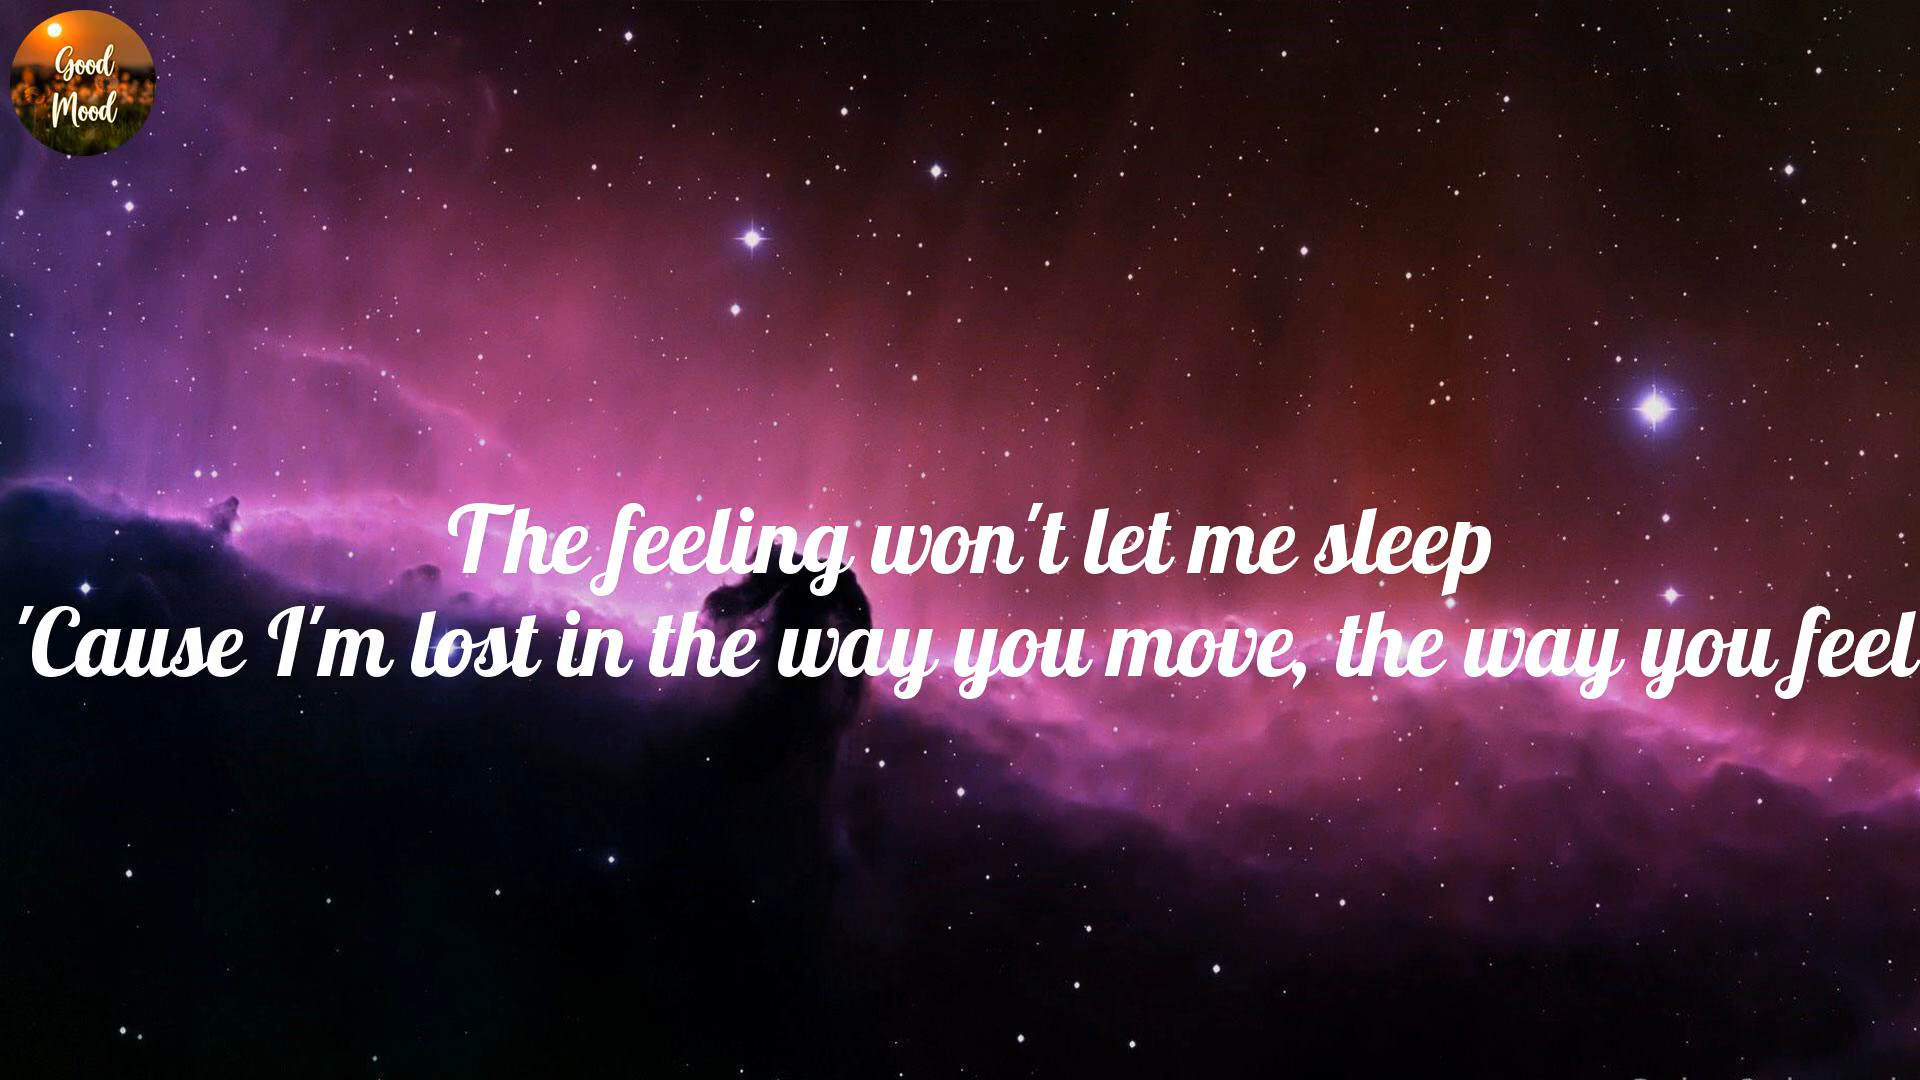 Good
Mood
The feeling won't let me sleep
'Cause I'm lost in the way you move, the way you feel